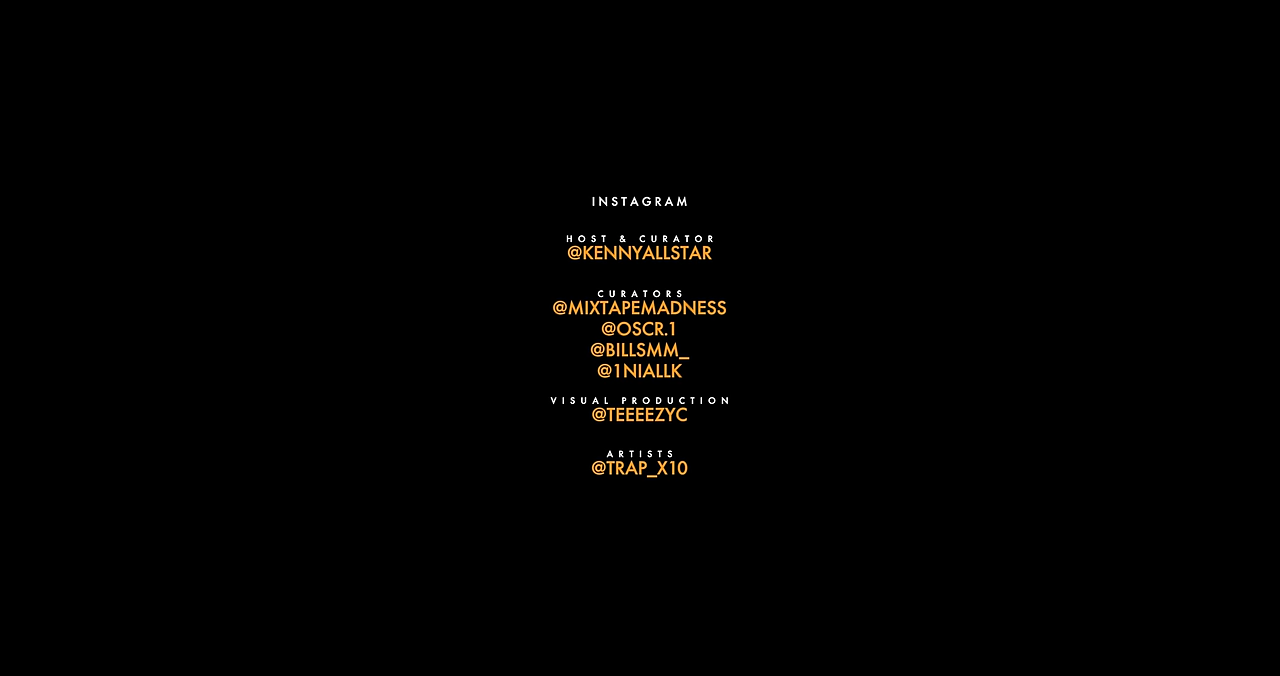 INSTAGRAM
HOST & CURATOR
@KENNYALLSTAR
CURATORS
@MIXTAPEMADNESS
@OSCR.1
@BILLSMM_
@1NIALLK
VISUAL PRODUCTION
@TEEEEZYC
ARTISTS
@TRAP_X10